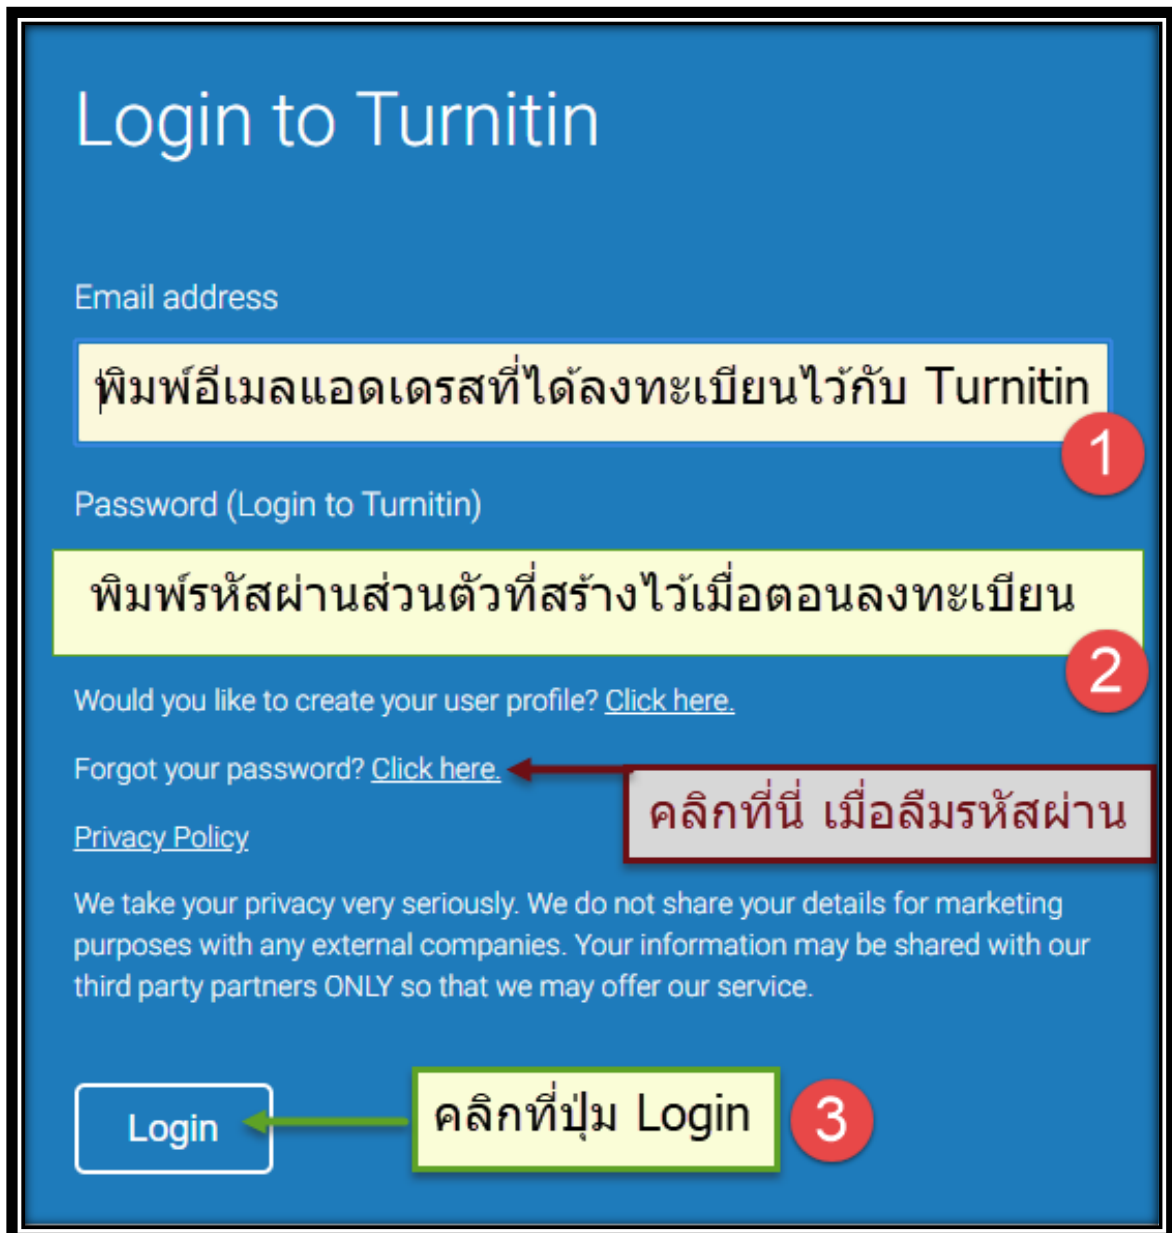 Login to Turnitin
Email address
พิมพ์อีเมลแอดเดรสที่ได้ลงทะเบียนไว้กับ Turnitin
1
Password (Login to Turnitin)
พิมพ์รหัสผ่านส่วนตัวที่สร้างไว้เมื่อตอนลงทะเบียน
2
Would you like to create your user profile? Click here.
Forgot your password? Click here.
คลิกที่นี่ เมื่อลืมรหัสผ่าน
Privacy Policy
We take your privacy very seriously. We do not share your details for marketing
purposes with any external companies. Your information may be shared with our
third party partners ONLY so that we may offer our service.
Login
คลิกที่ปุ่ม Login
3